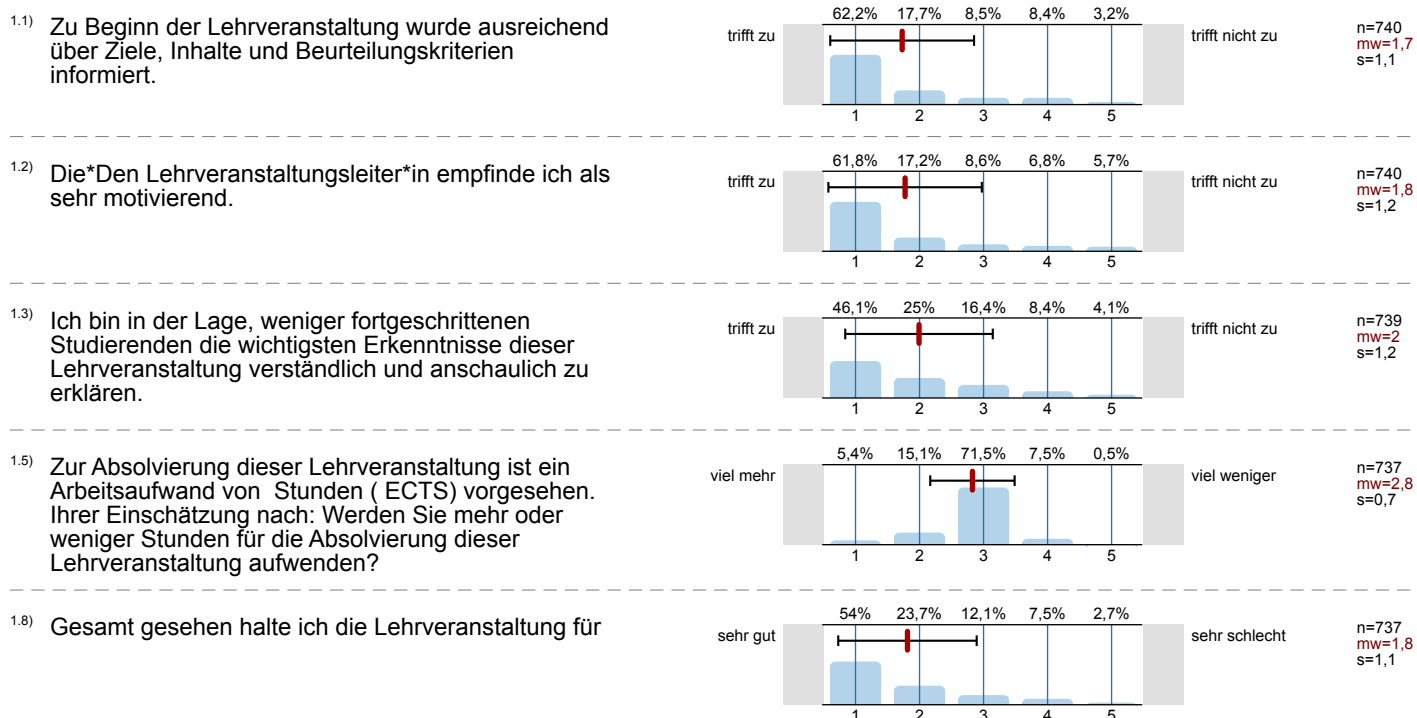 1.1) Zu Beginn der Lehrveranstaltung wurde ausreichend
über Ziele, Inhalte und Beurteilungskriterien
informiert.
trifft zu
62,2% 17,7% 8,5% 8,4% 3,2%
1 2 3 4 5
trifft nicht zu
n=740
mw=1,7
s=1,1
1.2) Die*Den Lehrveranstaltungsleiter*in empfinde ich als
sehr motivierend.
trifft zu
61,8% 17,2% 8,6% 6,8% 5,7%
1 2 3 4 5
trifft nicht zu
n=740
mw=1,8
s=1,2
1.3) Ich bin in der Lage, weniger fortgeschrittenen
Studierenden die wichtigsten Erkenntnisse dieser
Lehrveranstaltung verständlich und anschaulich zu
erklären.
trifft zu
46,1% 25% 16,4% 8,4% 4,1%
1 2 3 4 5
trifft nicht zu
n=739
mw=2
s=1,2
1.5) Zur Absolvierung dieser Lehrveranstaltung ist ein
Arbeitsaufwand von  Stunden ( ECTS) vorgesehen.
Ihrer Einschätzung nach: Werden Sie mehr oder
weniger Stunden für die Absolvierung dieser
Lehrveranstaltung aufwenden?
viel mehr
5,4% 15,1% 71,5% 7,5% 0,5%
1 2 3 4 5
viel weniger
n=737
mw=2,8
s=0,7
1.8) Gesamt gesehen halte ich die Lehrveranstaltung für
sehr gut
54% 23,7% 12,1% 7,5% 2,7%
1 2 3 4 5
sehr schlecht
n=737
mw=1,8
s=1,1